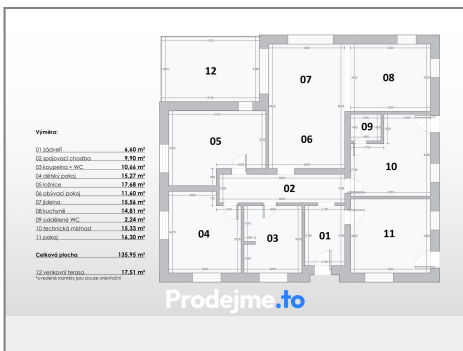 Výměra:
01 zádveří 6,60 m²
02 spojovací chodba 9,90 m²
03 koupelna + WC 10,66 m²
04 dětský pokoj 15,27 m²
05 ložnice 17,68 m²
06 obývací pokoj 11,60 m²
07 jídelna 15,56 m²
08 kuchyně 14,81 m²
09 oddělené WC 2,24 m²
10 technická místnost 15,33 m²
11 pokoj 16,30 m²
Celková plocha 135,95 m²
12 venkovní terasa 17,51 m²
*uvedené rozměry jsou pouze orientační
12
07
08
05
06
09
10
02
04
03
01
11
Prodejme.to